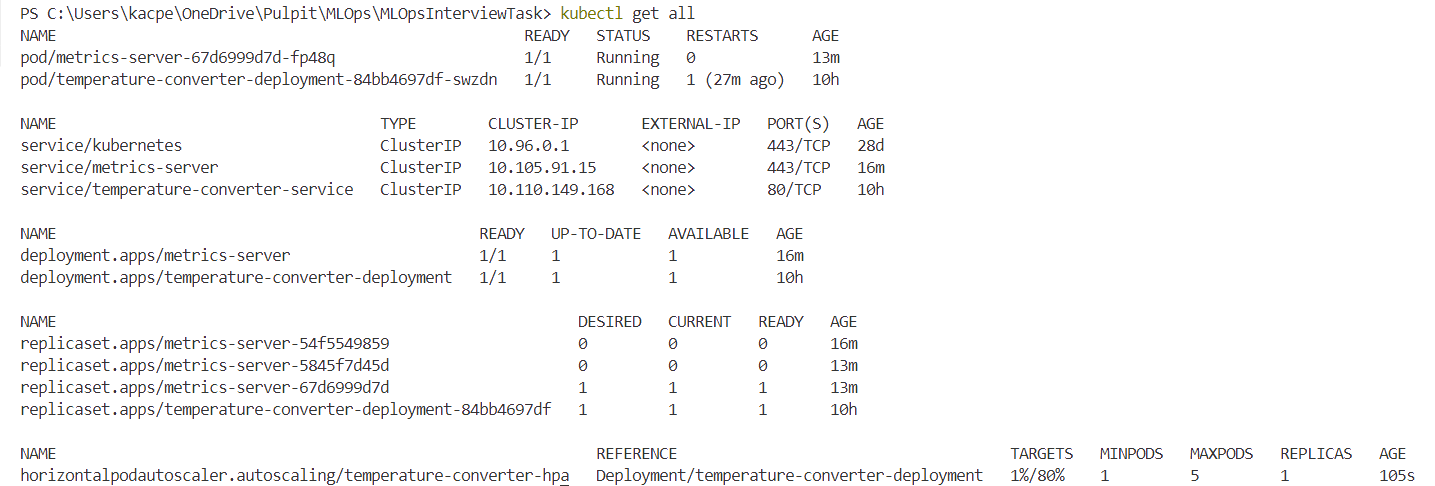 PS C:\Users\kacpe\OneDrive\Pulpit\MLOps\MLOpsInterviewTask> kubectl get all
NAME READY STATUS RESTARTS AGE
pod/metrics-server-67d6999d7d-fp48q 1/1 Running 0 13m
pod/temperature-converter-deployment-84bb4697df-swzdn 1/1 Running 1 (27m ago) 10h
NAME TYPE CLUSTER-IP EXTERNAL-IP PORT(S) AGE
service/kubernetes ClusterIP 10.96.0.1 <none> 443/TCP 28d
service/metrics-server ClusterIP 10.105.91.15 <none> 443/TCP 16m
service/temperature-converter-service ClusterIP 10.110.149.168 <none> 80/TCP 10h
NAME READY UP-TO-DATE AVAILABLE AGE
deployment.apps/metrics-server 1/1 1 1 16m
deployment.apps/temperature-converter-deployment 1/1 1 1 10h
NAME DESIRED CURRENT READY AGE
replicaset.apps/metrics-server-54f5549859 0 0 0 16m
replicaset.apps/metrics-server-5845f7d45d 0 0 0 13m
replicaset.apps/metrics-server-67d6999d7d 1 1 1 13m
replicaset.apps/temperature-converter-deployment-84bb4697df 1 1 1 10h
NAME REFERENCE TARGETS MINPODS MAXPODS REPLICAS AGE
horizontalpodautoscaler.autoscaling/temperature-converter-hpa Deployment/temperature-converter-deployment 1%/80% 1 5 1 105s